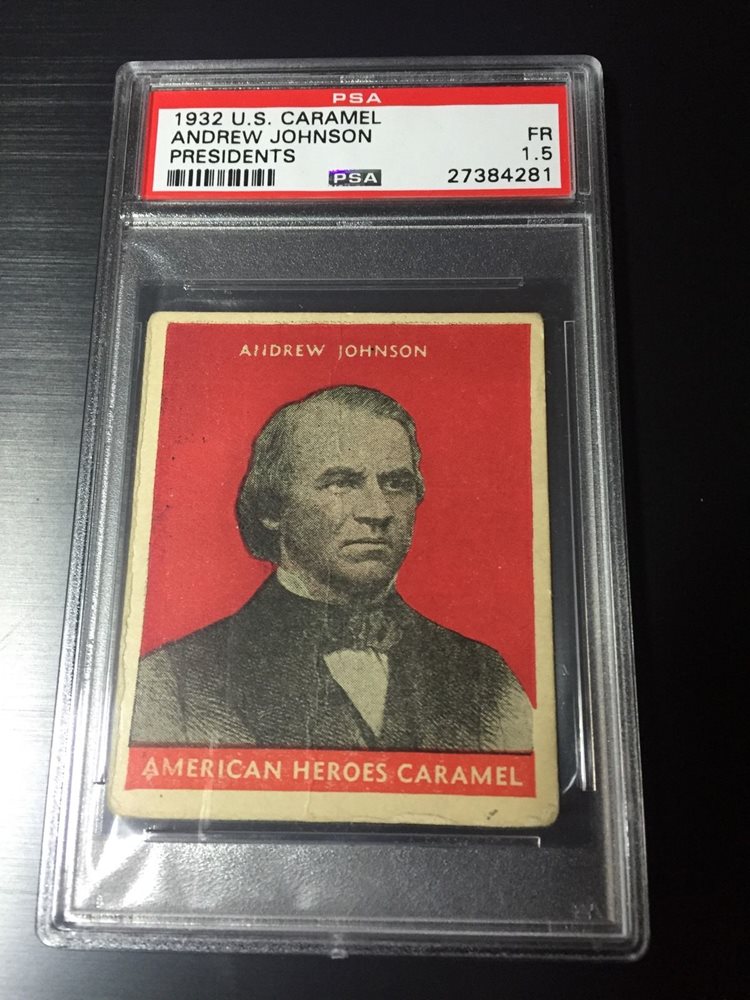 PSA
1932 U.S. CARAMEL
ANDREW JOHNSON FR
PRESIDENTS 1.5
PSA 27384281
ANDREW JOHNSON
AMERICAN HEROES CARAMEL